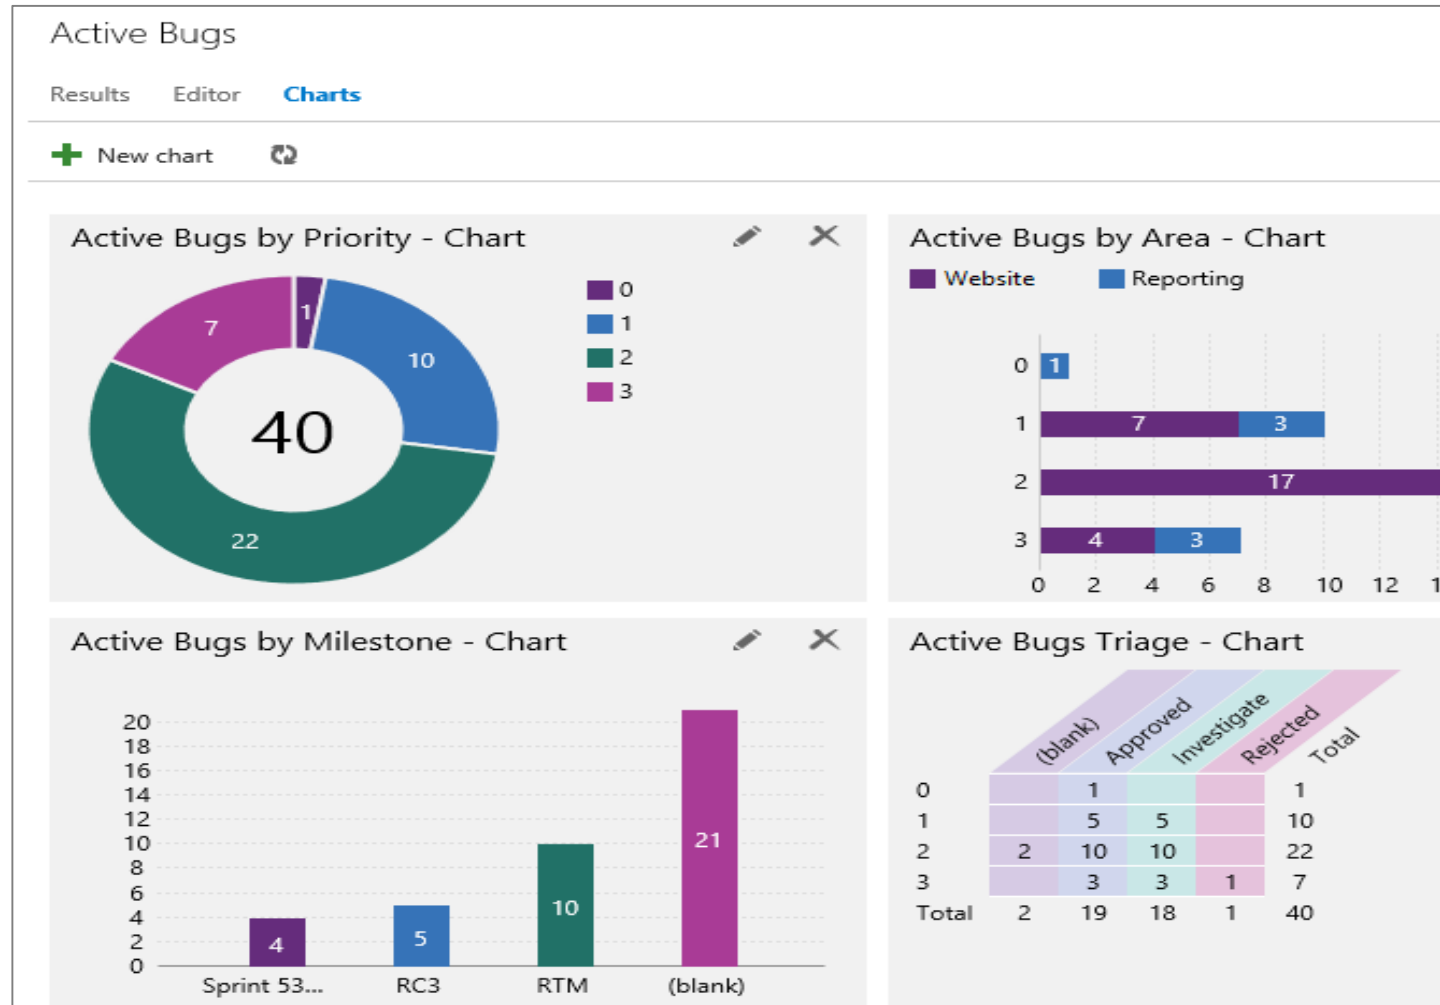 Active Bugs
Results Editor Charts
New chart
Active Bugs by Priority - Chart
0
1
2
3
1
10
22
7
40
Active Bugs by Area - Chart
Website Reporting
0 1
1 7 3
2 17
3 4 3
0 2 4 6 8 10 12
Active Bugs by Milestone - Chart
20
18
16
14
12
10
8
6
4
2
0
4 5 10 21
Sprint 53... RC3 RTM (blank)
Active Bugs Triage - Chart
(blank) Approved Investigate Rejected Total
0 1 1
1 5 5 10
2 2 10 10 22
3 3 3 1 7
Total 2 19 18 1 40